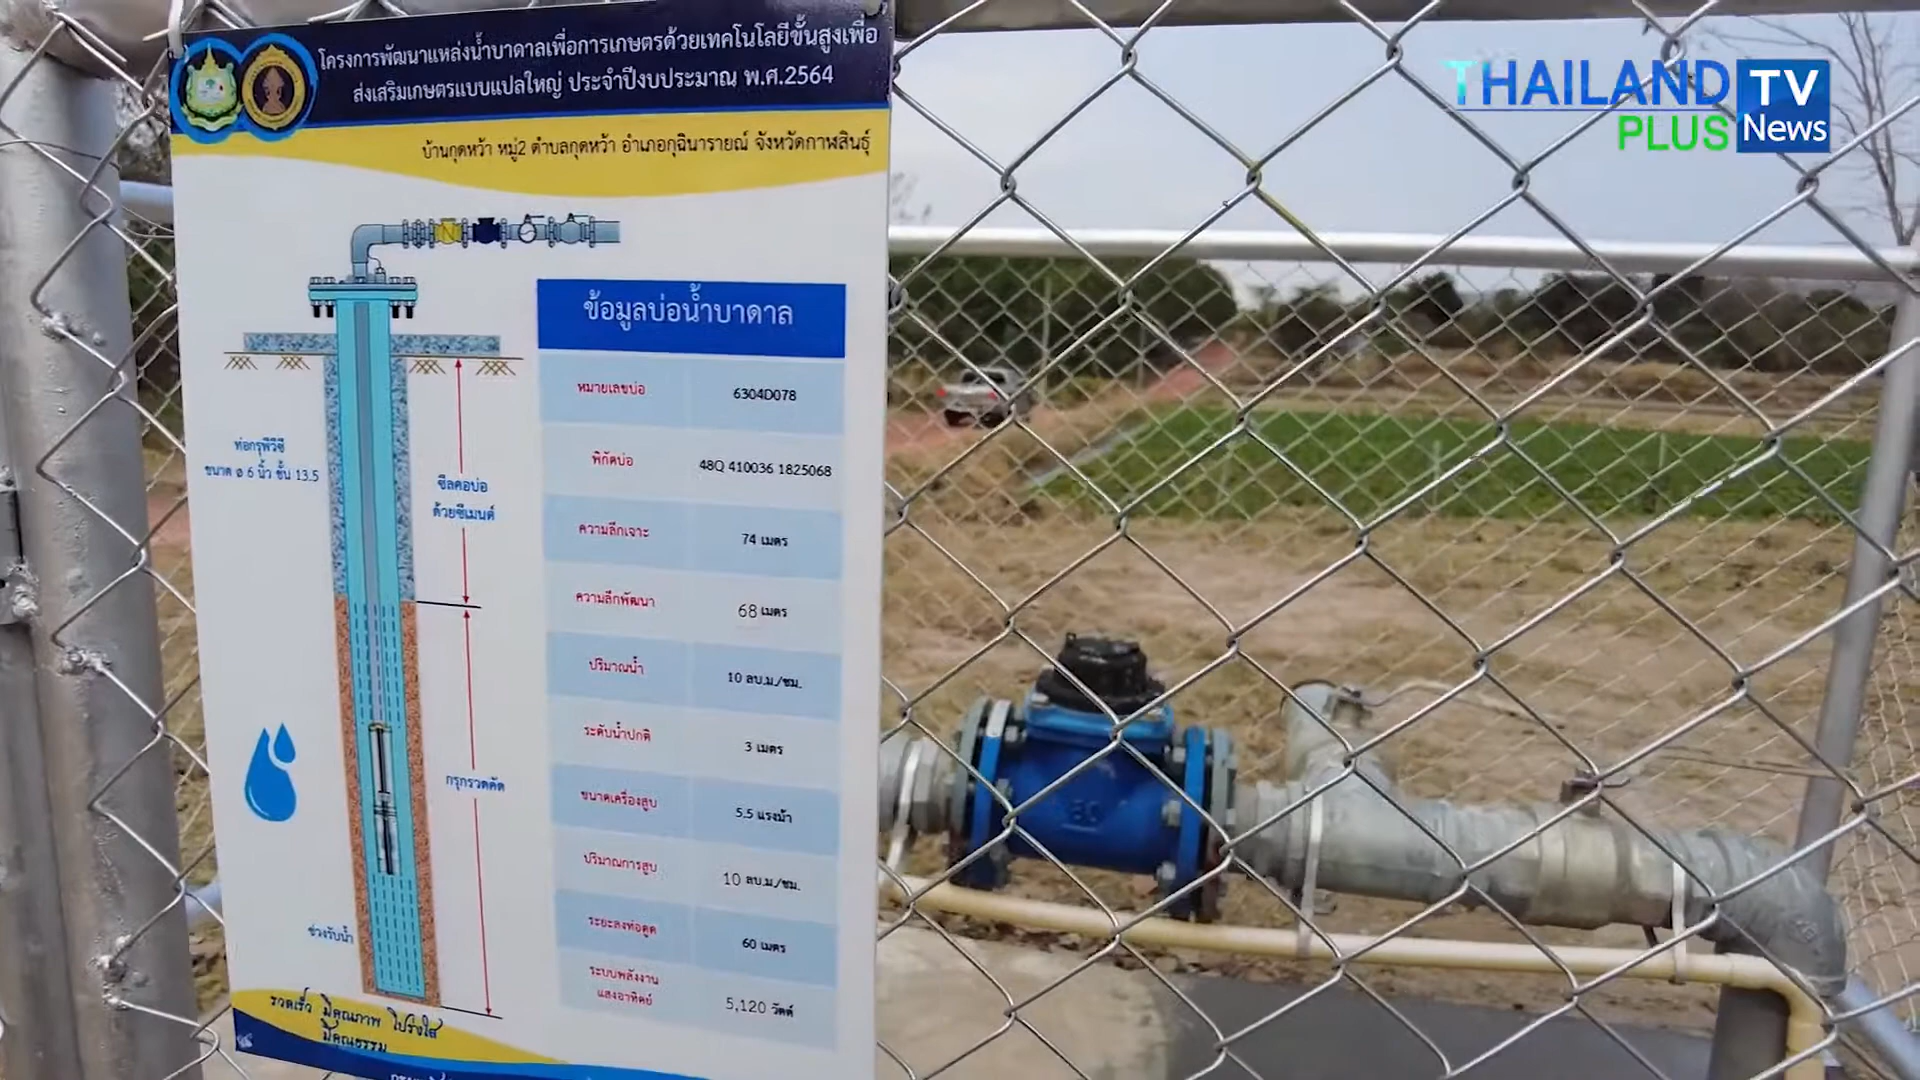 โครงการพัฒนาแหล่งน้ำบาดาลเพื่อการเกษตรด้วยเทคโนโลยีขั้นสูงเพื่อ
ส่งเสริมเกษตรแบบแปลใหญ่ ประจำปีงบประมาณ พ.ศ.2564
บ้านกุดหว้า หมู่2 ตำบลกุดหว้า อำเภอกุฉินารายณ์ จังหวัดกาฬสินธุ์
THAILAND TV
PLUS News
ข้อมูลบ่อน้ำบาดาล
หมายเลขบ่อ 6304D078
พิกัดบ่อ 48Q 410036 1825068
ความลึกเจาะ 74 เมตร
ความลึกพัฒนา 68 เมตร
ปริมาณน้ำ 10 ลบ.ม./ชม.
ระดับน้ำปกติ 3 เมตร
ขนาดเครื่องสูบ 5.5 แรงม้า
ปริมาณการสูบ 10 ลบ.ม./ชม.
ระยะลงท่อดูด 60 เมตร
ระบบพลังงาน
แสงอาทิตย์ 5,120 วัตต์
ท่อกรุพีวีซี
ขนาด ø 6 นิ้ว ชั้น 13.5
ซีลคอบ่อ
ด้วยซีเมนต์
กรุกรวดคัด
ช่วงรับน้ำ
รวดเร็ว มีคุณภาพ โปร่งใส
มีคุณธรรม
80